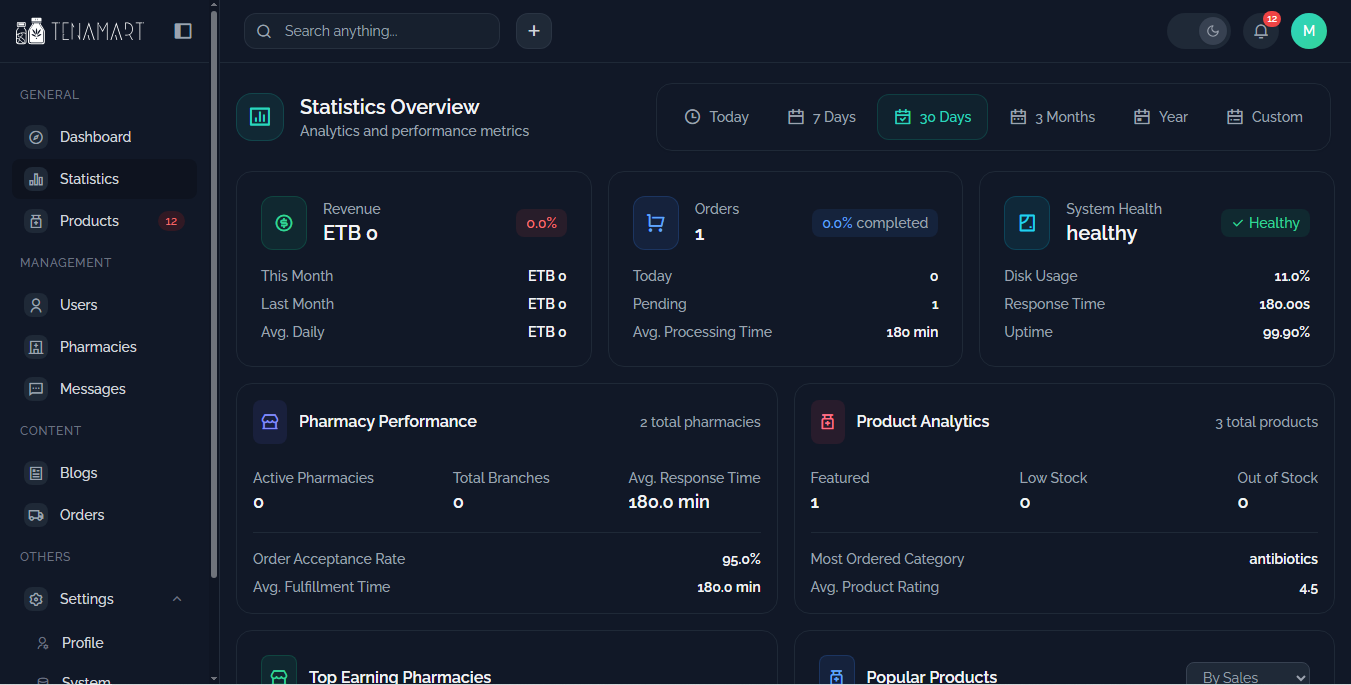 TENAMART
Search anything...
+
12
M
GENERAL
Dashboard
Statistics
Products 12
MANAGEMENT
Users
Pharmacies
Messages
CONTENT
Blogs
Orders
OTHERS
Settings
Profile
System
Statistics Overview
Analytics and performance metrics
Today 7 Days 30 Days 3 Months Year Custom
Revenue
ETB 0
0.0%
This Month ETB 0
Last Month ETB 0
Avg. Daily ETB 0
Orders
1
0.0% completed
Today 0
Pending 1
Avg. Processing Time 180 min
System Health
healthy
Healthy
Disk Usage 11.0%
Response Time 180.00s
Uptime 99.90%
Pharmacy Performance 2 total pharmacies
Active Pharmacies Total Branches Avg. Response Time
0 0 180.0 min
Order Acceptance Rate 95.0%
Avg. Fulfillment Time 180.0 min
Product Analytics 3 total products
Featured Low Stock Out of Stock
1 0 0
Most Ordered Category antibiotics
Avg. Product Rating 4.5
Top Earning Pharmacies
Popular Products By Sales